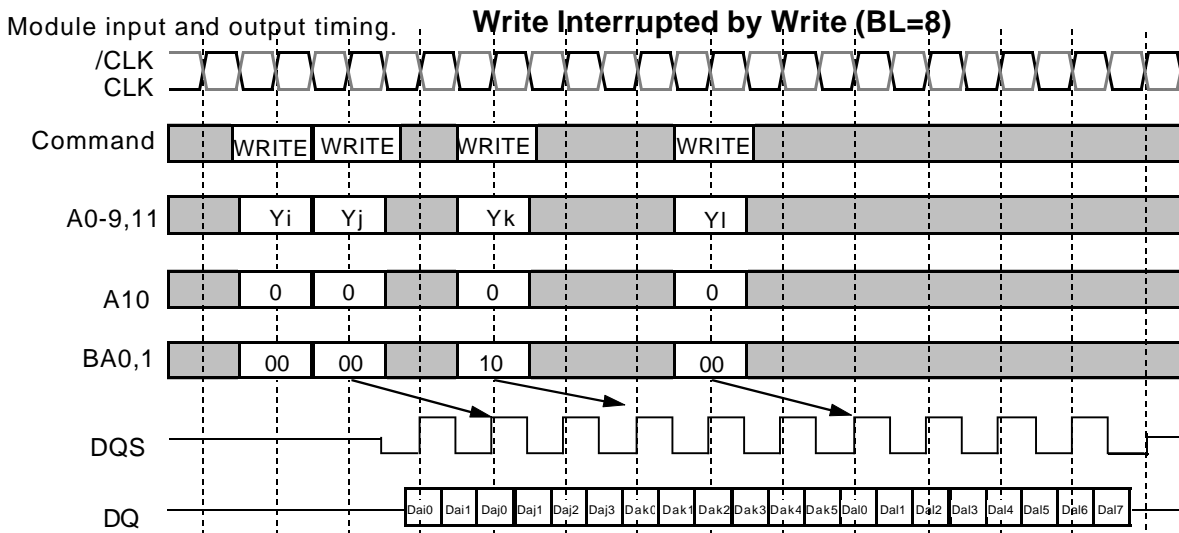 Module input and output timing.
Write Interrupted by Write (BL=8)
/CLK
CLK
Command
WRITE WRITE WRITE WRITE
A0-9,11
Yi Yj Yk Yl
A10
0 0 0 0
BA0,1
00 00 10 00
DQS
DQ
Dai0 Dai1 Daj0 Daj1 Daj2 Daj3 Dak0 Dak1 Dak2 Dak3 Dak4 Dak5 Dal0 Dal1 Dal2 Dal3 Dal4 Dal5 Dal6 Dal7